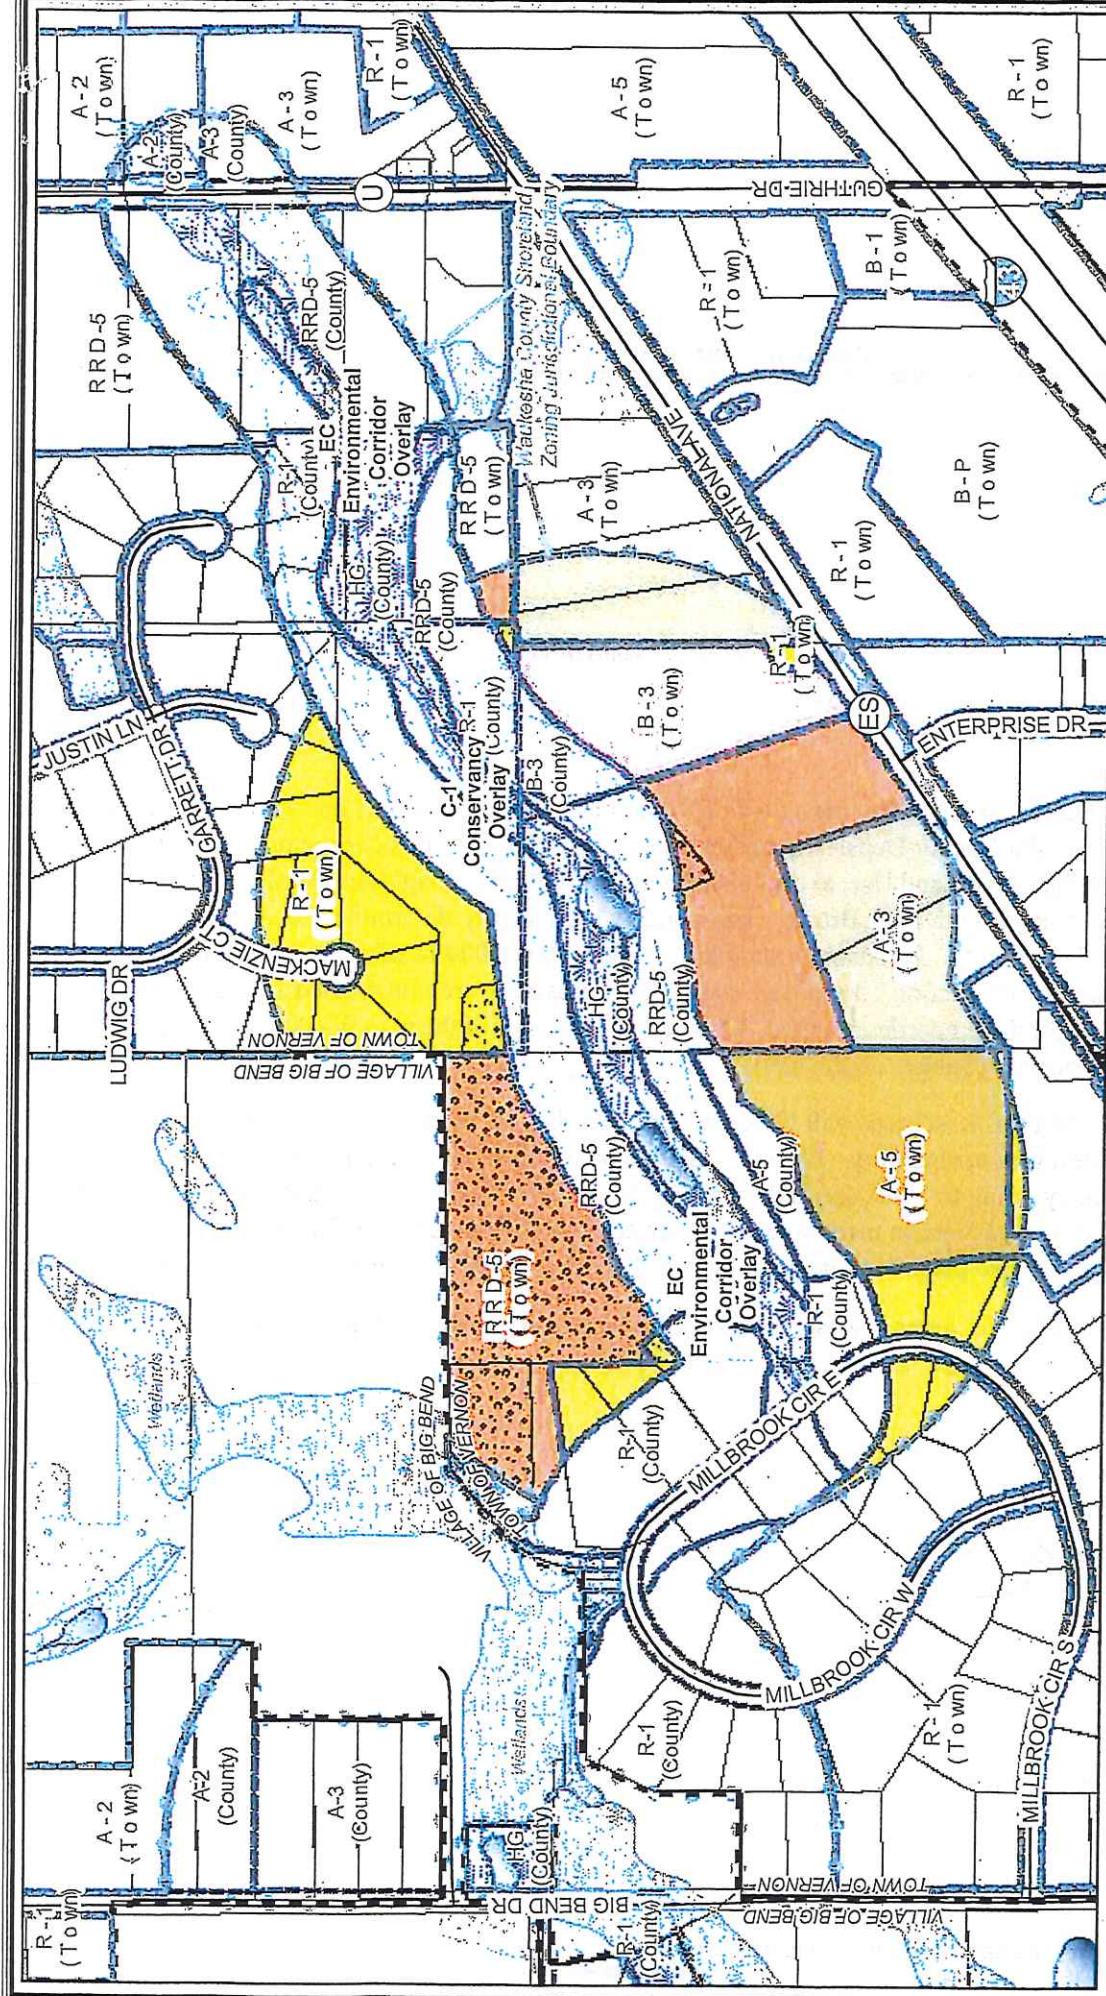 R-1
(Town)
A-2
(Town)
A-2
(County)
A-3
(County)
Wetlands
Wetlands
HG
(County)
BIG BEND DR
R-1
(County)
VILLAGE OF BIG BEND
TOWN OF VERNON
R-1
(County)
R-1
(Town)
MILLBROOK CIR S
MILLBROOK CIR W
MILLBROOK CIR E
VILLAGE OF BIG BEND
TOWN OF VERNON
R-1
(County)
RRD-5
(Town)
EC
Environmental
Corridor
Overlay
R-1
(County)
RRD-5
(County)
A-5
(County)
A-5
(Town)
LUDWIG DR
VILLAGE OF BIG BEND
TOWN OF VERNON
MACKENZIE CT
GARRETT DR
JUSTIN LN
R-1
(Town)
HG
(County)
RRD-5
(County)
A-3
(Town)
C-1
Conservancy
Overlay
R-1
(County)
B-3
(County)
B-3
(Town)
R-1
(Town)
ES
ENTERPRISE DR
NATIONAL AVE
RRD-5
(Town)
R-1
(County)
EC
Environmental
Corridor
Overlay
HG
(County)
RRD-5
(County)
RRD-5
(County)
RRD-5
(Town)
A-3
(Town)
Waukesha County Shoreland
Zoning Jurisdictional Boundary
R-1
(Town)
B-P
(Town)
R-1
(Town)
B-1
(Town)
43
GUTHRIE DR
U
A-2
(Town)
A-2
(County)
A-3
(County)
A-3
(Town)
R-1
(Town)
A-5
(Town)
R-1
(Town)